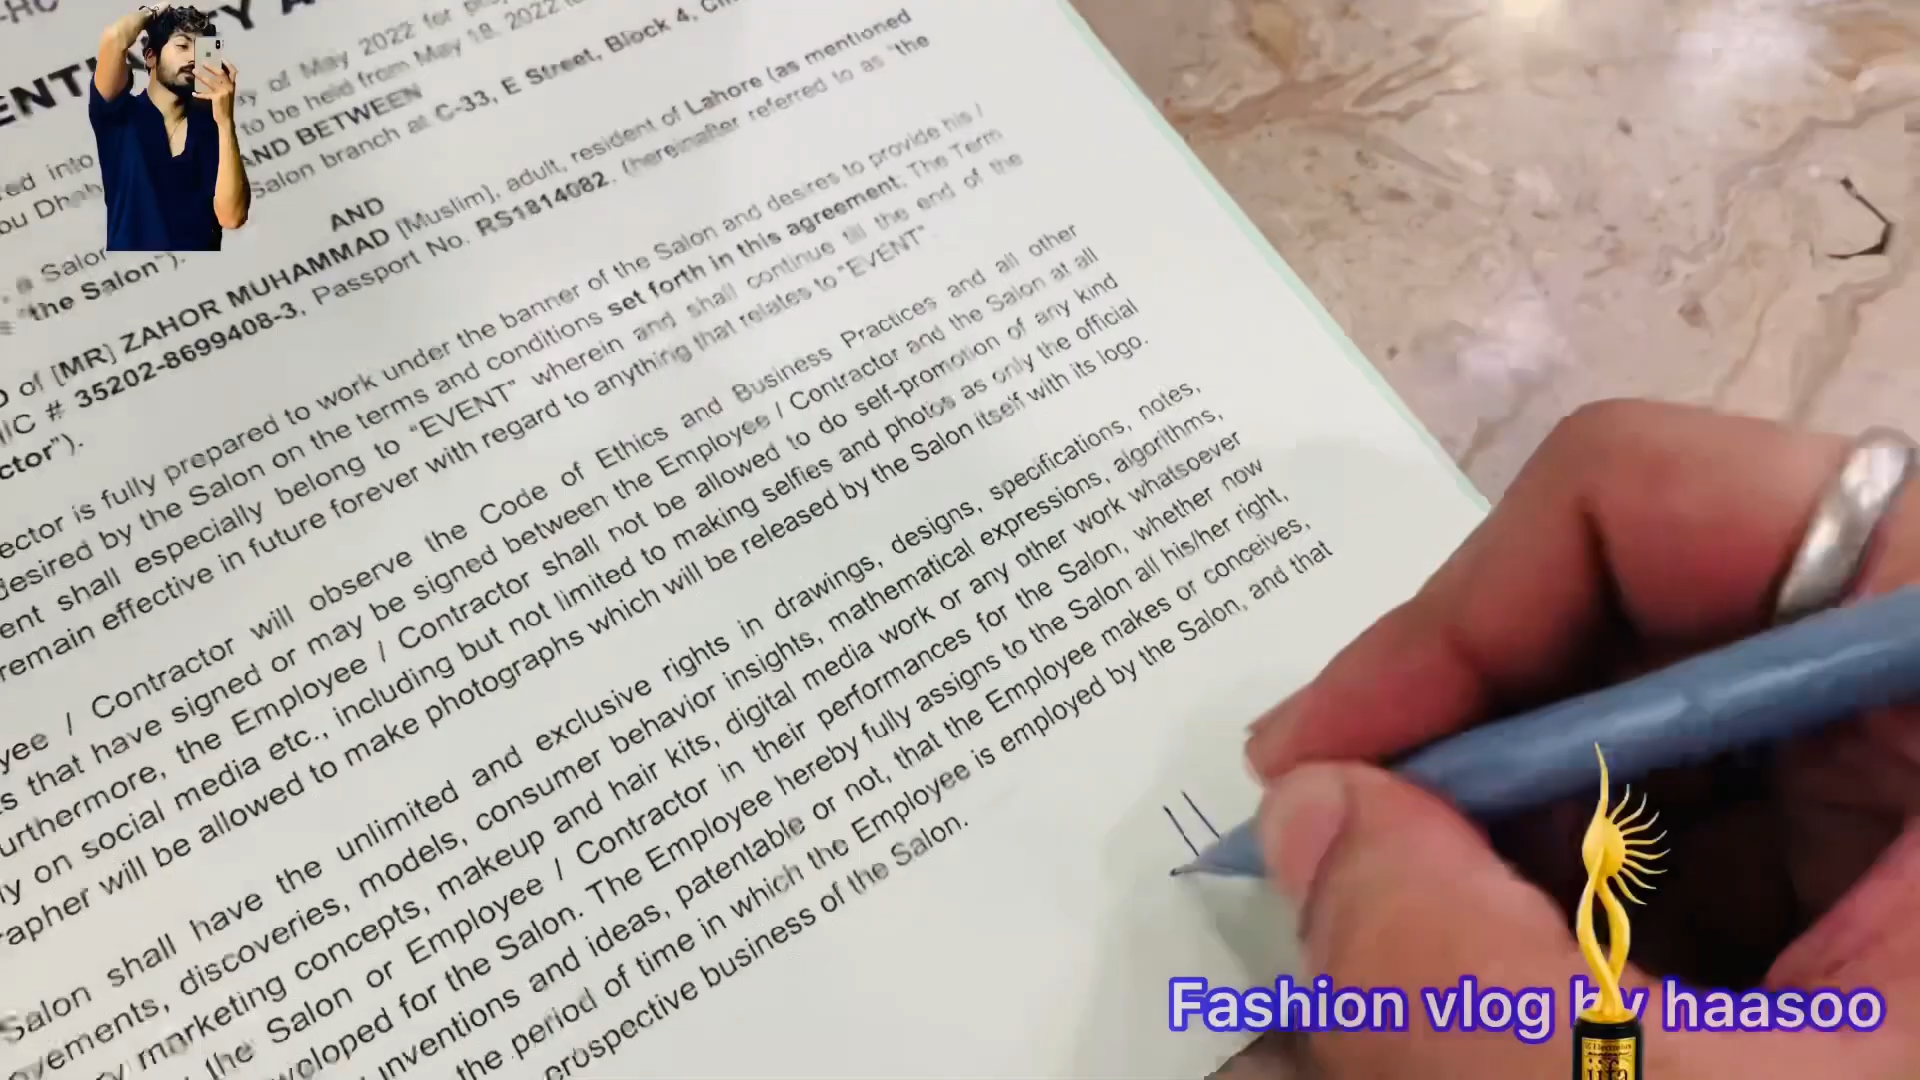 -HC
ENTI TY A
y of May 2022 for
to be held from May 18, 2022 to
red into AND BETWEEN
bu Dhab Salon branch at C-33, E Street, Block 4,
a Salon
"the Salon").
AND
D of [MR] ZAHOR MUHAMMAD [Muslim], adult, resident of Lahore (as mentioned
I/C # 35202-8699408-3, Passport No. RS1814082. (hereinafter referred to as "the
ctor").
ector is fully prepared to work under the banner of the Salon and desires to provide his /
desired by the Salon on the terms and conditions set forth in this agreement; The Term
ent shall especially belong to "EVENT" wherein and shall continue till the end of the
remain effective in future forever with regard to anything that relates to "EVENT".
yee / Contractor will observe the Code of Ethics and Business Practices and all other
s that have signed or may be signed between the Employee / Contractor and the Salon at all
urthermore, the Employee / Contractor shall not be allowed to do self-promotion of any kind
ly on social media etc., including but not limited to making selfies and photos as only the official
rapher will be allowed to make photographs which will be released by the Salon itself with its logo.
Salon shall have the unlimited and exclusive rights in drawings, designs, specifications, notes,
vements, discoveries, models, consumer behavior insights, mathematical expressions, algorithms,
y marketing concepts, makeup and hair kits, digital media work or any other work whatsoever
the Salon or Employee / Contractor in their performances for the Salon, whether now
veloped for the Salon. The Employee hereby fully assigns to the Salon all his/her right,
inventions and ideas, patentable or not, that the Employee makes or conceives,
the period of time in which the Employee is employed by the Salon, and that
crospective business of the Salon.
Fashion vlog by haasoo
iifa